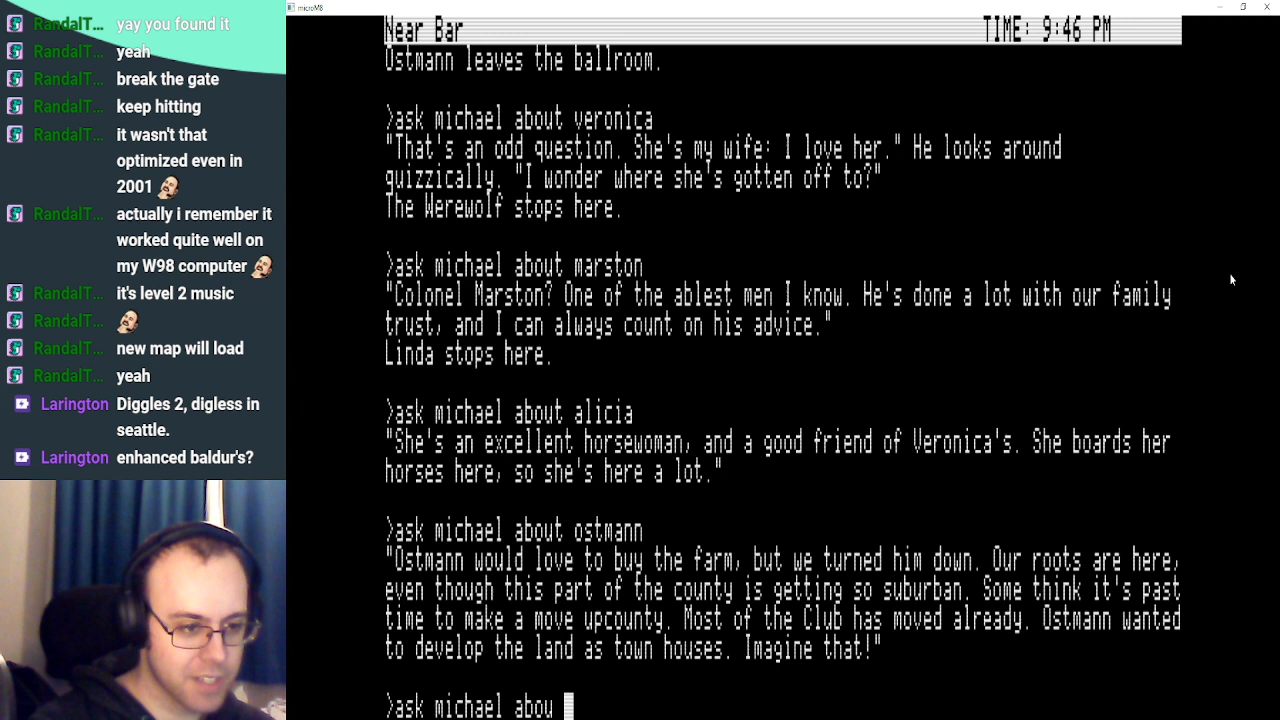 RandalT... yay you found it
RandalT... yeah
RandalT... break the gate
RandalT... keep hitting
RandalT... it wasn't that
optimized even in
2001
RandalT... actually i remember it
worked quite well on
my W98 computer
RandalT... it's level 2 music
RandalT...
RandalT... new map will load
RandalT... yeah
Larington Diggles 2, digless in
seattle.
Larington enhanced baldur's?
microM8
Near Bar TIME: 9:46 PM
Ostmann leaves the ballroom.
>ask michael about veronica
"That's an odd question. She's my wife: I love her." He looks around
quizzically. "I wonder where she's gotten off to?"
The Werewolf stops here.
>ask michael about marston
"Colonel Marston? One of the ablest men I know. He's done a lot with our family
trust, and I can always count on his advice."
Linda stops here.
>ask michael about alicia
"She's an excellent horsewoman, and a good friend of Veronica's. She boards her
horses here, so she's here a lot."
>ask michael about ostmann
"Ostmann would love to buy the farm, but we turned him down. Our roots are here,
even though this part of the county is getting so suburban. Some think it's past
time to make a move upcounty. Most of the Club has moved already. Ostmann wanted
to develop the land as town houses. Imagine that!"
>ask michael abou